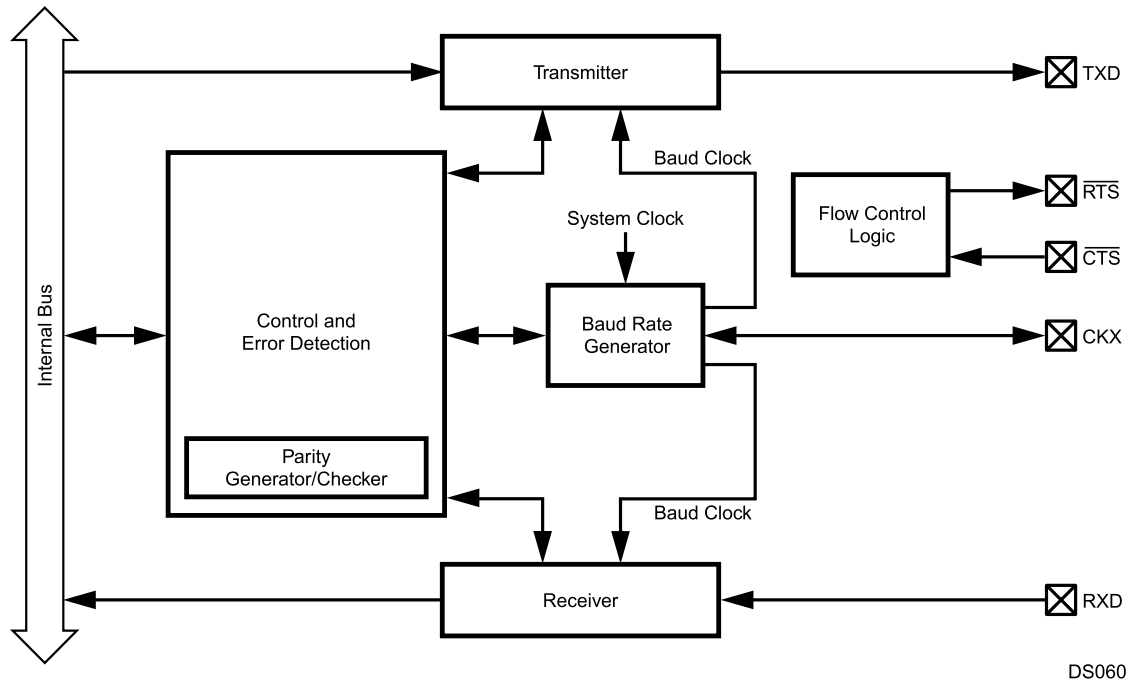 Transmitter
TXD
Baud Clock
RTS
Flow Control
Logic
System Clock
CTS
Internal Bus
Control and
Error Detection
Baud Rate
Generator
CKX
Parity
Generator/Checker
Baud Clock
Receiver
RXD
DS060